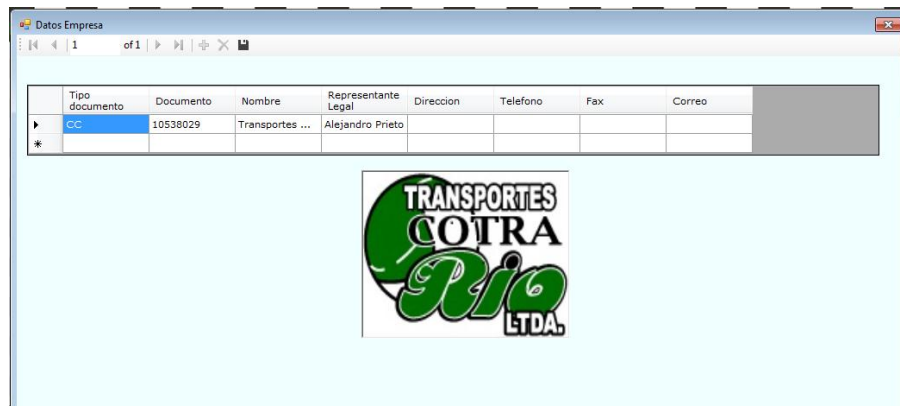 Datos Empresa
1 of 1
Tipo documento Documento Nombre Representante Legal Direccion Telefono Fax Correo
CC 10538029 Transportes ... Alejandro Prieto
TRANSPORTES
COTRA
Rio
LTDA.